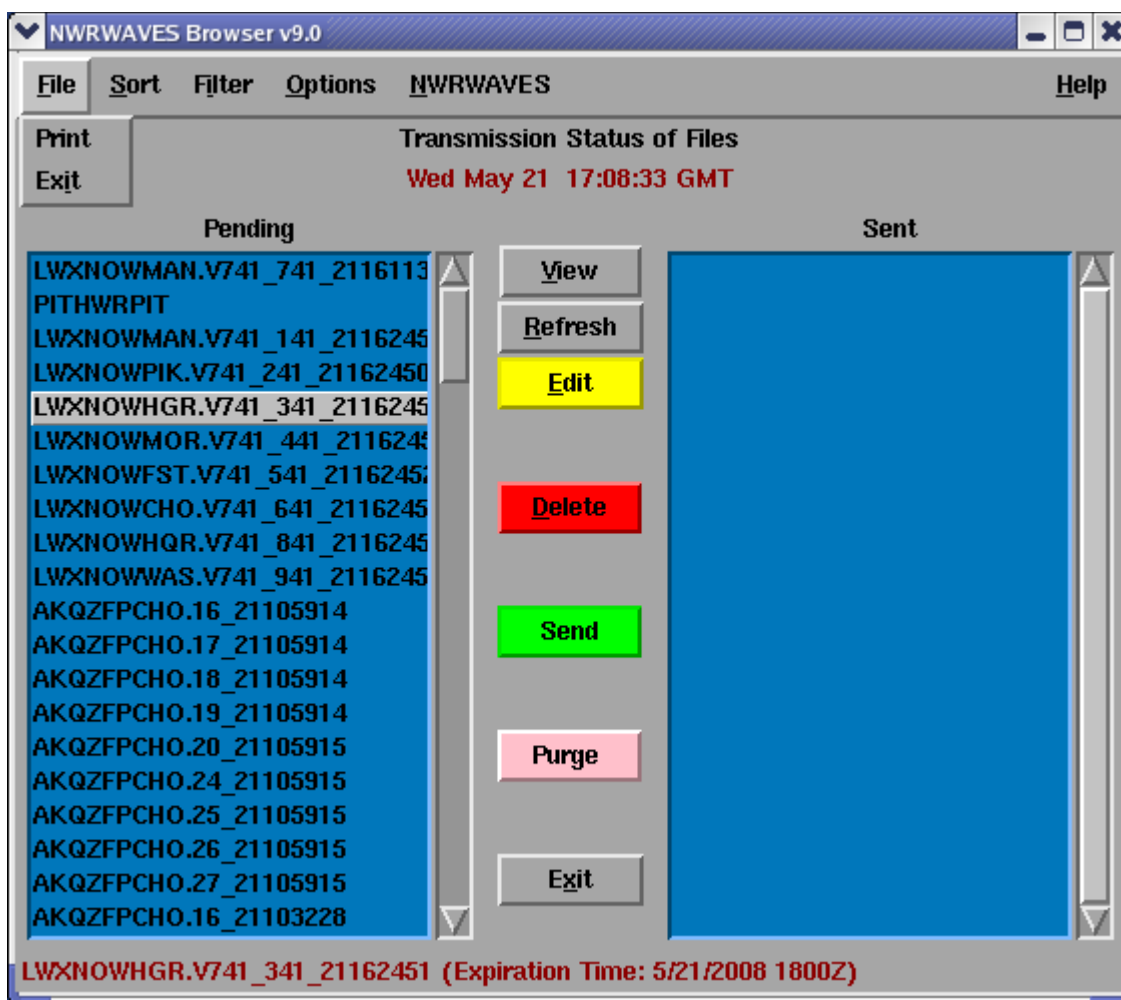 NWRWAVES Browser v9.0
File Sort Filter Options NWRWAVES Help
Print
Exit
Transmission Status of Files
Wed May 21 17:08:33 GMT
Pending
LWXNOWMAN.V741_741_2116113
PITHWRPIT
LWXNOWMAN.V741_141_2116245
LWXNOWPIK.V741_241_21162450
LWXNOWHGR.V741_341_2116245
LWXNOWMOR.V741_441_2116245
LWXNOWFST.V741_541_21162452
LWXNOWCHO.V741_641_2116245
LWXNOWHQR.V741_841_2116245
LWXNOWWAS.V741_941_2116245
AKQZFPCHO.16_21105914
AKQZFPCHO.17_21105914
AKQZFPCHO.18_21105914
AKQZFPCHO.19_21105914
AKQZFPCHO.20_21105915
AKQZFPCHO.24_21105915
AKQZFPCHO.25_21105915
AKQZFPCHO.26_21105915
AKQZFPCHO.27_21105915
AKQZFPCHO.16_21103228
View
Refresh
Edit
Delete
Send
Purge
Exit
Sent
LWXNOWHGR.V741_341_21162451 (Expiration Time: 5/21/2008 1800Z)